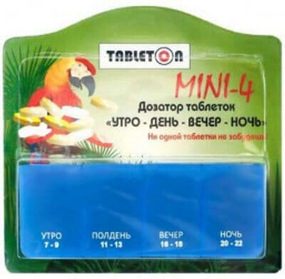 TABLETON
MINI-4
Дозатор таблеток
«УТРО - ДЕНЬ - ВЕЧЕР - НОЧЬ»
Ни одной таблетки не забудешь
УТРО ПОЛДЕНЬ ВЕЧЕР НОЧЬ
7 - 9 11 - 13 16 - 18 20 - 22